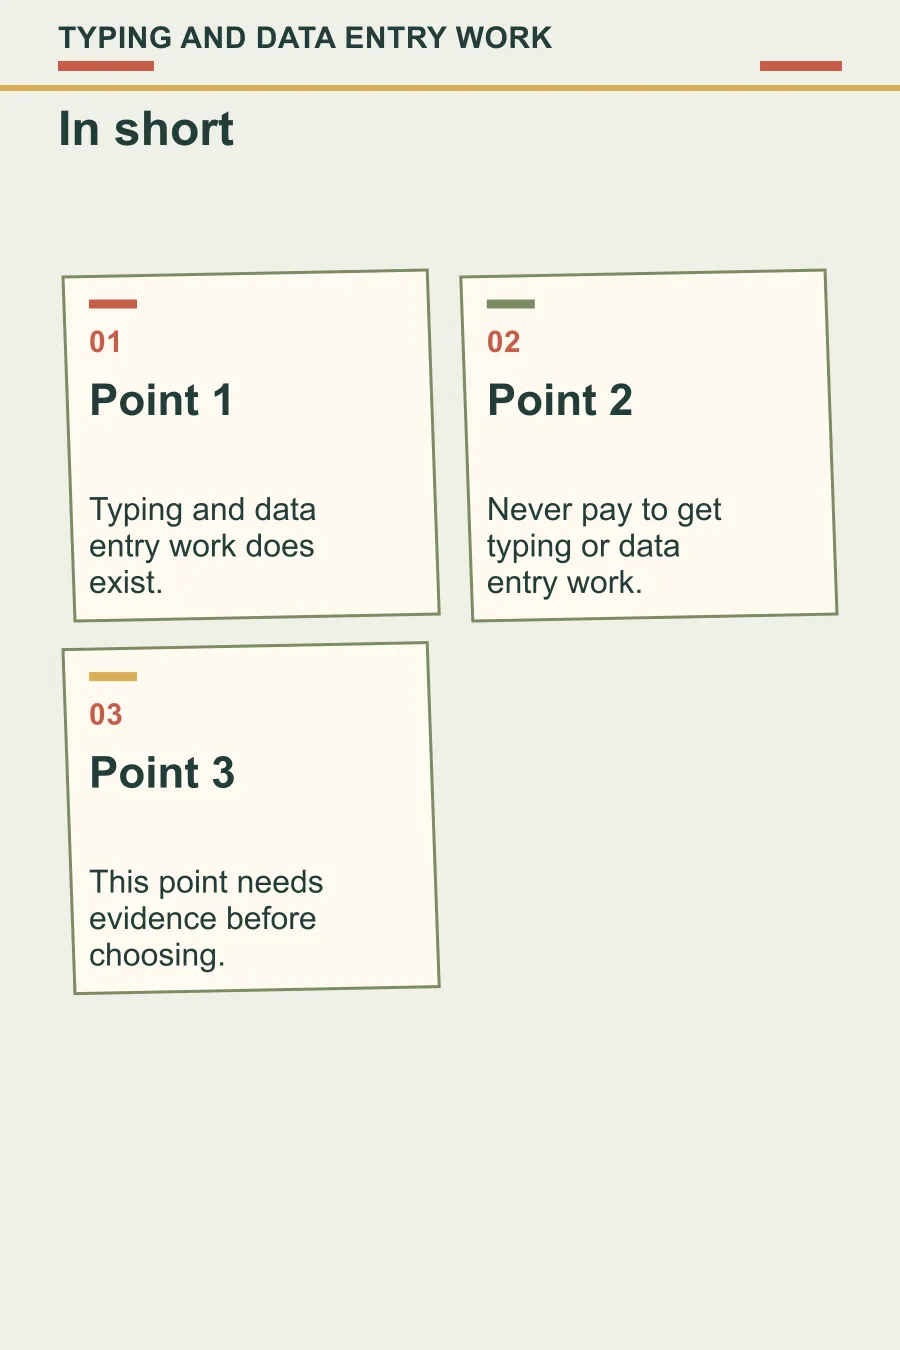 TYPING AND DATA ENTRY WORK
In short
01
Point 1
Typing and data
entry work does
exist.
02
Point 2
Never pay to get
typing or data
entry work.
03
Point 3
This point needs
evidence before
choosing.